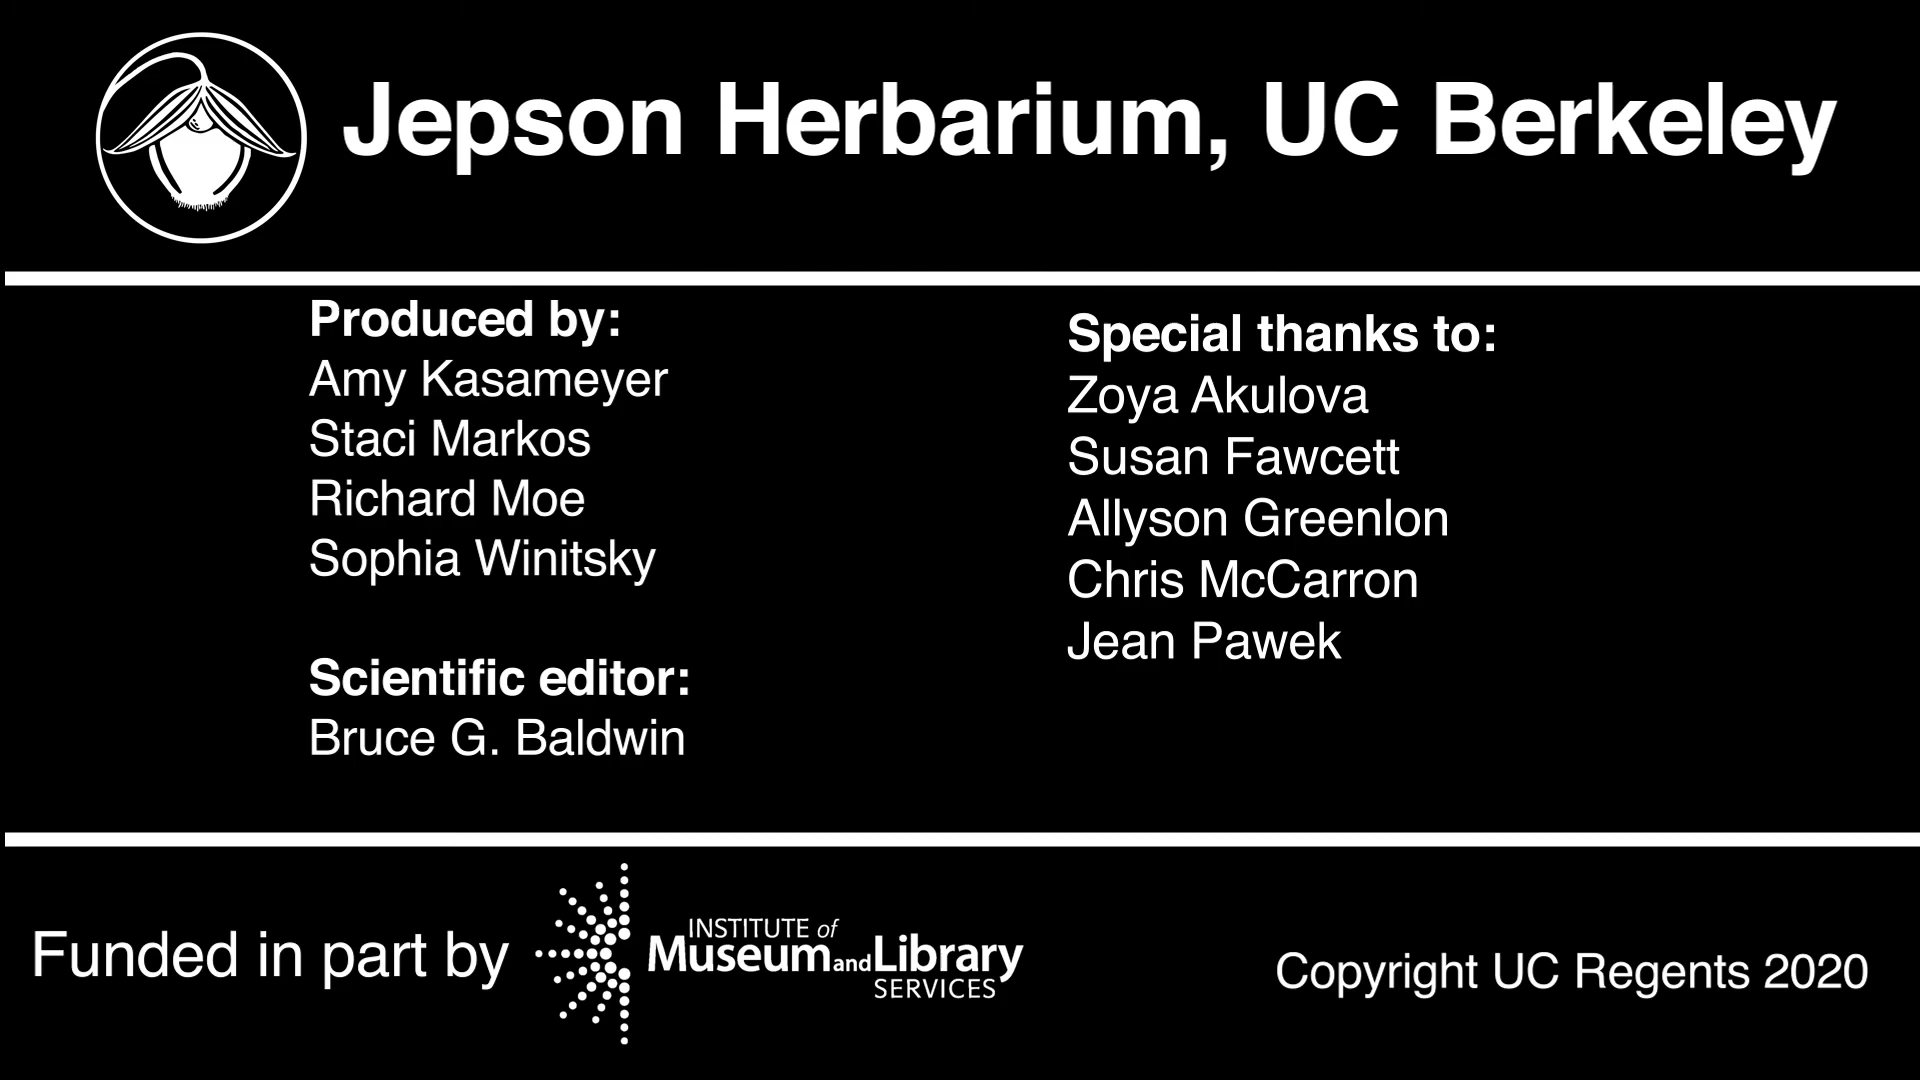 Jepson Herbarium, UC Berkeley
Produced by:
Amy Kasameyer
Staci Markos
Richard Moe
Sophia Winitsky
Scientific editor:
Bruce G. Baldwin
Special thanks to:
Zoya Akulova
Susan Fawcett
Allyson Greenlon
Chris McCarron
Jean Pawek
Funded in part by
INSTITUTE of
Museum and Library
SERVICES
Copyright UC Regents 2020